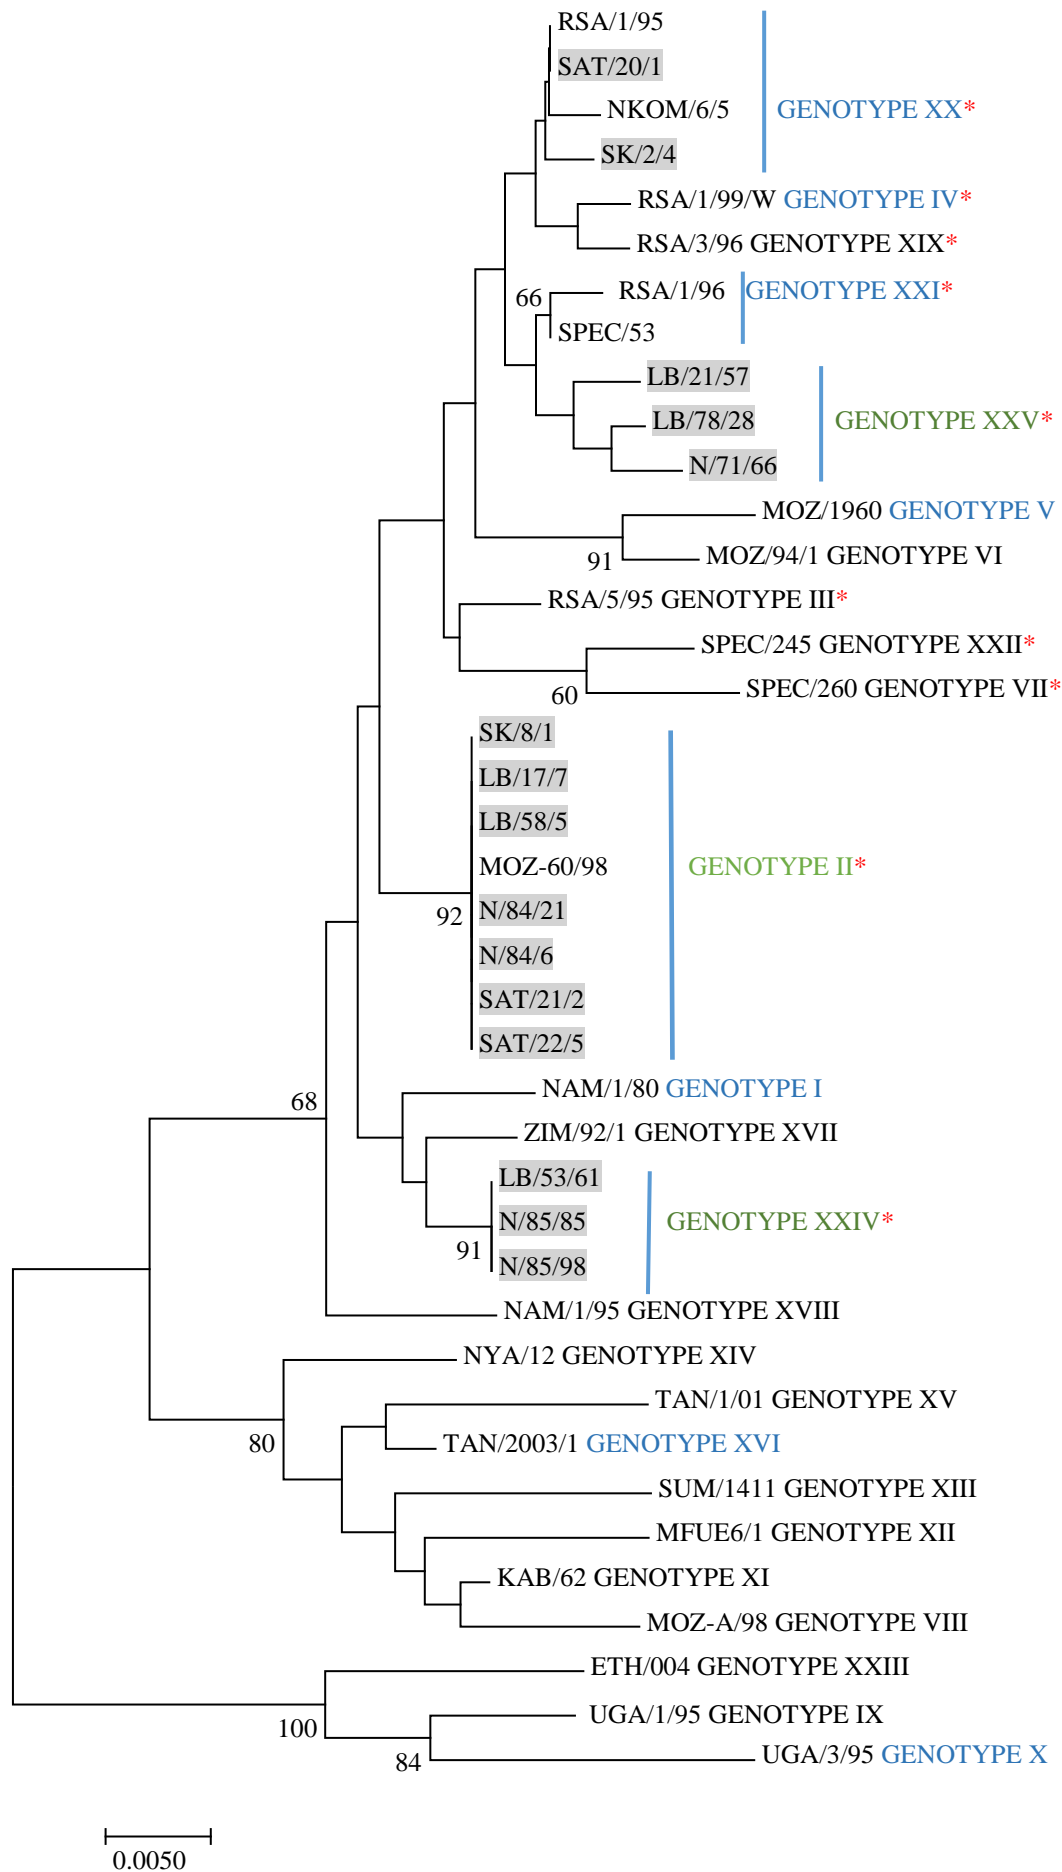 RSA/1/95
SAT/20/1
NKOM/6/5
GENOTYPE XX*
SK/2/4
RSA/1/99/W GENOTYPE IV*
RSA/3/96 GENOTYPE XIX*
66
RSA/1/96 GENOTYPE XXI*
SPEC/53
LB/21/57
LB/78/28
GENOTYPE XXV*
N/71/66
MOZ/1960 GENOTYPE V
91
MOZ/94/1 GENOTYPE VI
RSA/5/95 GENOTYPE III*
SPEC/245 GENOTYPE XXII*
60
SPEC/260 GENOTYPE VII*
SK/8/1
LB/17/7
LB/58/5
MOZ-60/98
GENOTYPE II*
92
N/84/21
N/84/6
SAT/21/2
SAT/22/5
68
NAM/1/80 GENOTYPE I
ZIM/92/1 GENOTYPE XVII
LB/53/61
N/85/85
GENOTYPE XXIV*
91
N/85/98
NAM/1/95 GENOTYPE XVIII
NYA/12 GENOTYPE XIV
TAN/1/01 GENOTYPE XV
80
TAN/2003/1 GENOTYPE XVI
SUM/1411 GENOTYPE XIII
MFUE6/1 GENOTYPE XII
KAB/62 GENOTYPE XI
MOZ-A/98 GENOTYPE VIII
ETH/004 GENOTYPE XXIII
100
UGA/1/95 GENOTYPE IX
84
UGA/3/95 GENOTYPE X
0.0050